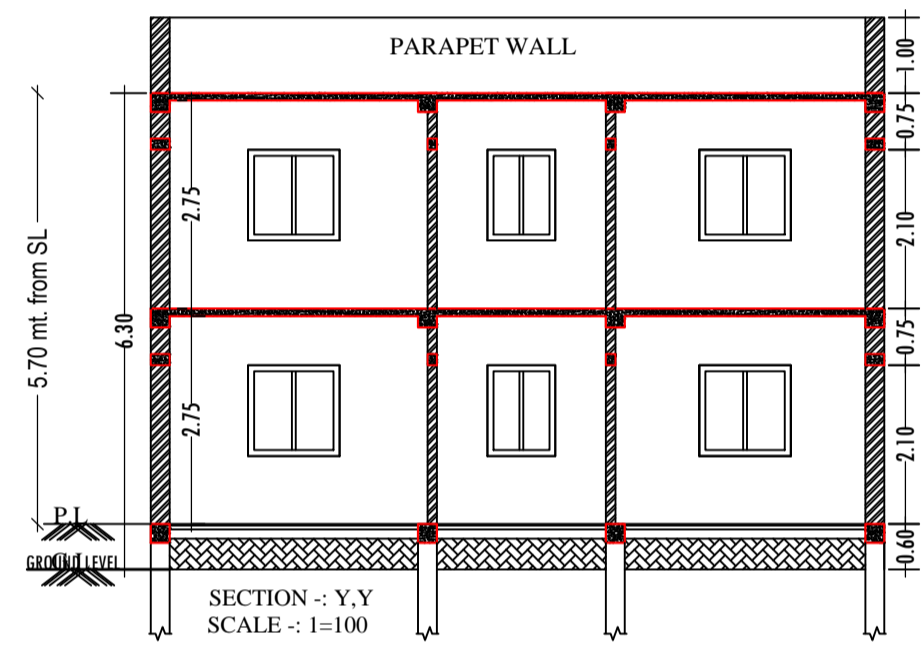 PARAPET WALL
1.00
0.75
2.10
0.75
2.10
0.60
5.70 mt. from SL
6.30
2.75
2.75
P.L
GROUND LEVEL
SECTION -: Y,Y
SCALE -: 1=100